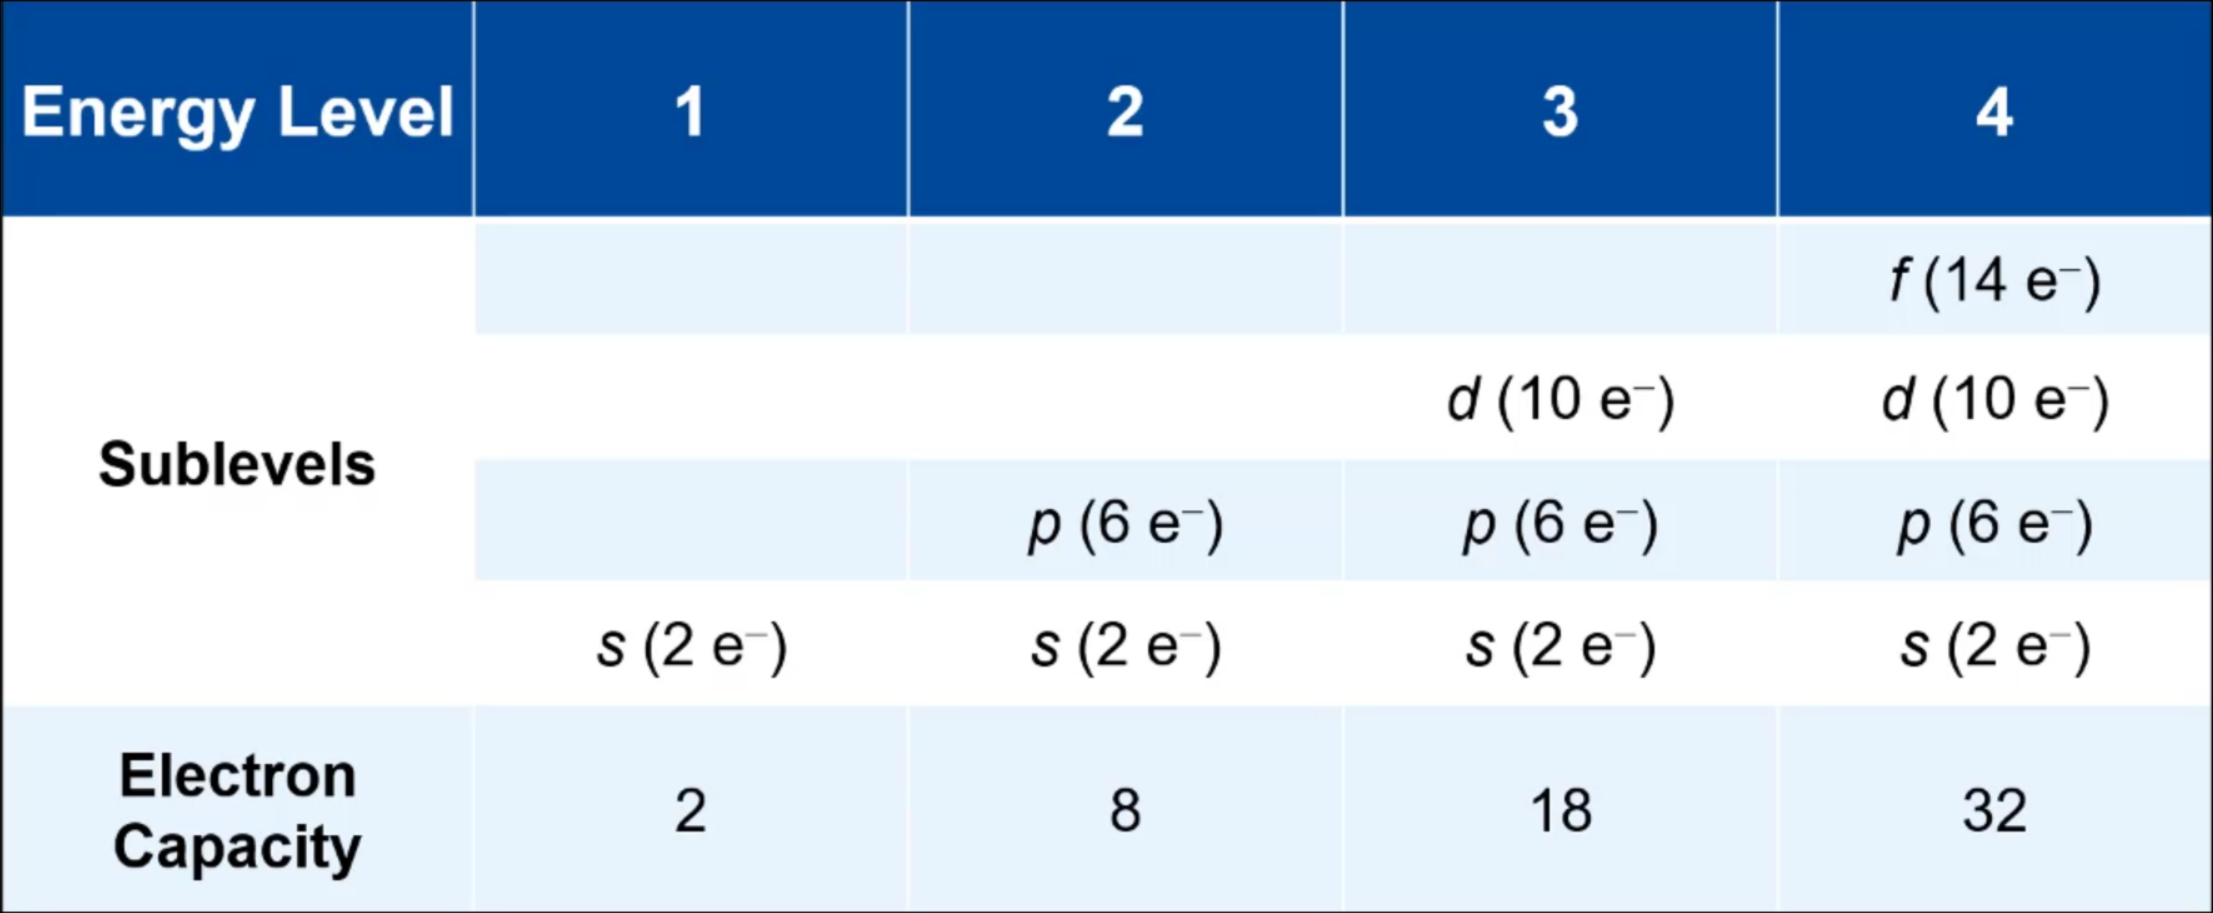 Energy Level 1 2 3 4
f (14 e⁻)
d (10 e⁻) d (10 e⁻)
Sublevels
p (6 e⁻) p (6 e⁻) p (6 e⁻)
s (2 e⁻) s (2 e⁻) s (2 e⁻) s (2 e⁻)
Electron
Capacity
2 8 18 32